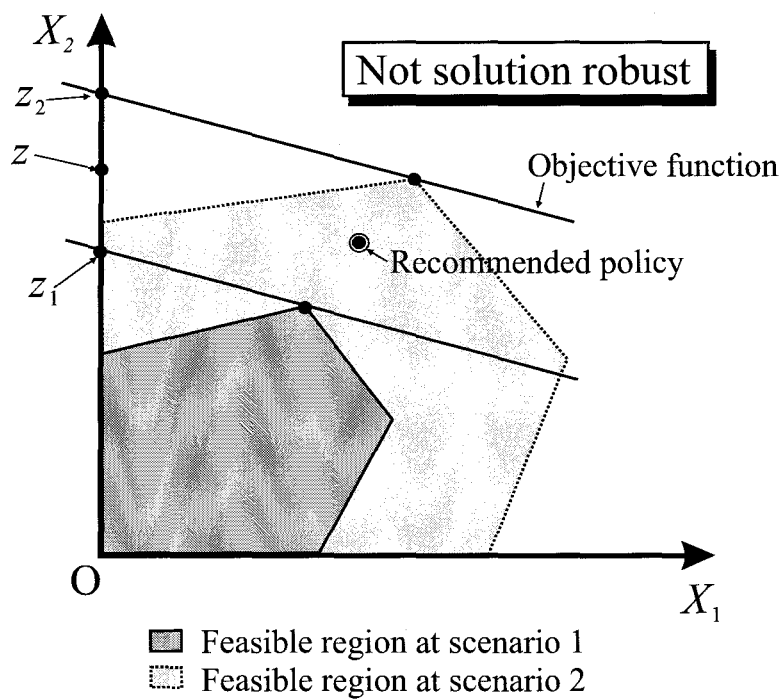 X₂
Not solution robust
z₂
z
Objective function
Recommended policy
z₁
O
X₁
Feasible region at scenario 1
Feasible region at scenario 2